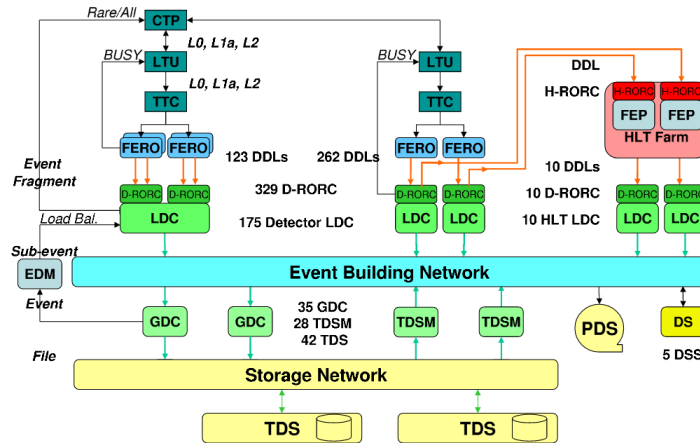 Rare/All
CTP
L0, L1a, L2
BUSY
LTU
BUSY
LTU
DDL
L0, L1a, L2
H-RORC
H-RORC
H-RORC
TTC
TTC
FEP
FEP
HLT Farm
FERO
FERO
123 DDLs
262 DDLs
FERO
FERO
Event
Fragment
10 DDLs
D-RORC
D-RORC
329 D-RORC
D-RORC
D-RORC
10 D-RORC
D-RORC
D-RORC
Load Bal.
LDC
175 Detector LDC
LDC
LDC
10 HLT LDC
LDC
LDC
Sub-event
EDM
Event Building Network
Event
35 GDC
28 TDSM
42 TDS
GDC
GDC
TDSM
TDSM
PDS
DS
File
5 DSS
Storage Network
TDS
TDS